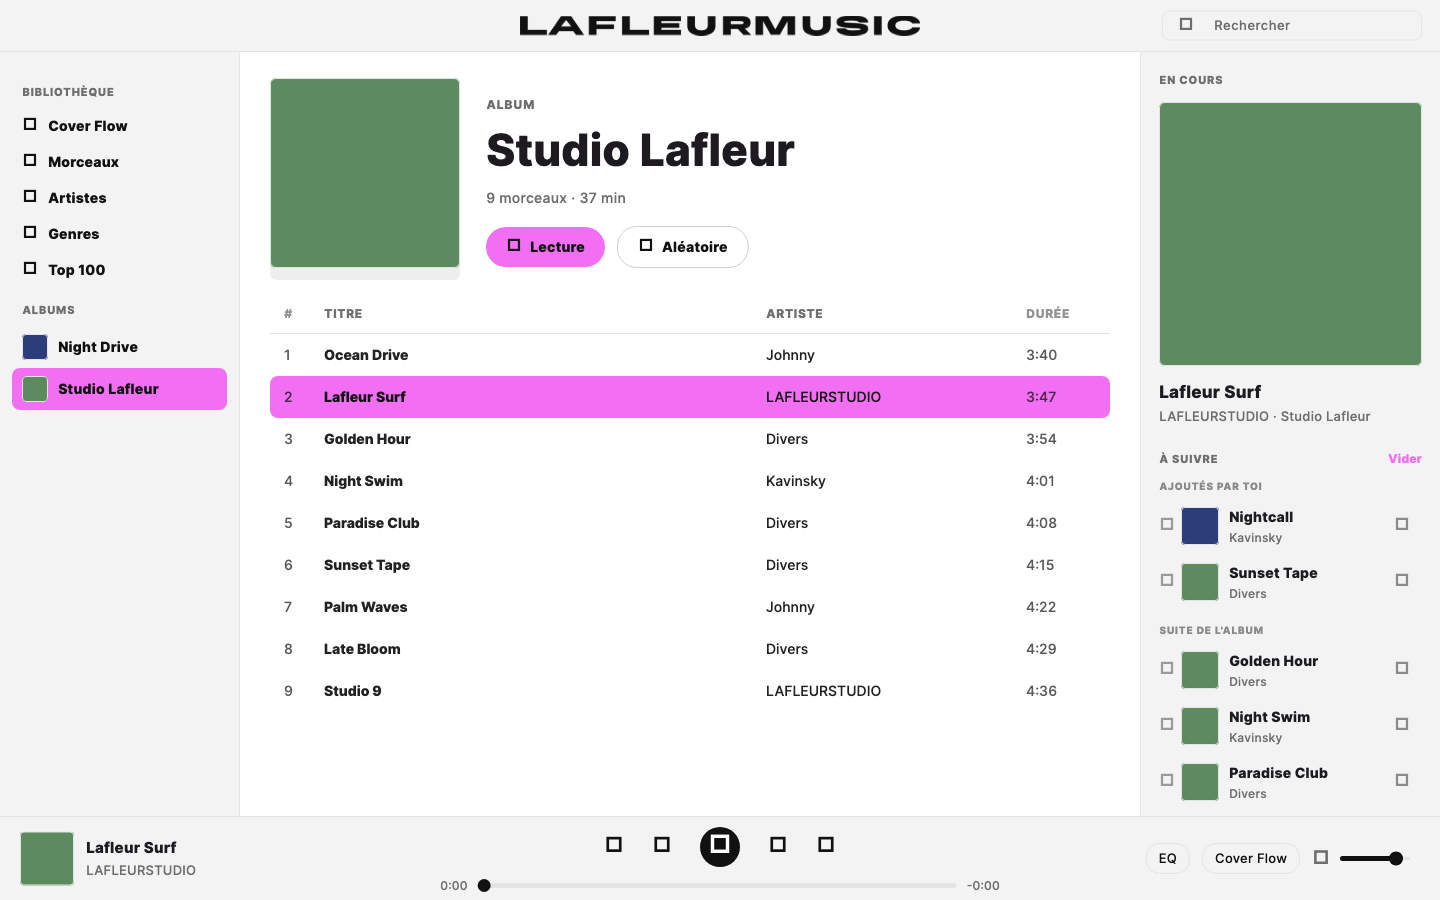 LAFLEURMUSIC
Rechercher
BIBLIOTHÈQUE
Cover Flow
Morceaux
Artistes
Genres
Top 100
ALBUMS
Night Drive
Studio Lafleur
ALBUM
Studio Lafleur
9 morceaux · 37 min
Lecture
Aléatoire
# TITRE ARTISTE DURÉE
1 Ocean Drive Johnny 3:40
2 Lafleur Surf LAFLEURSTUDIO 3:47
3 Golden Hour Divers 3:54
4 Night Swim Kavinsky 4:01
5 Paradise Club Divers 4:08
6 Sunset Tape Divers 4:15
7 Palm Waves Johnny 4:22
8 Late Bloom Divers 4:29
9 Studio 9 LAFLEURSTUDIO 4:36
EN COURS
Lafleur Surf
LAFLEURSTUDIO · Studio Lafleur
À SUIVRE Vider
AJOUTÉS PAR TOI
Nightcall
Kavinsky
Sunset Tape
Divers
SUITE DE L'ALBUM
Golden Hour
Divers
Night Swim
Kavinsky
Paradise Club
Divers
Lafleur Surf
LAFLEURSTUDIO
0:00 -0:00
EQ
Cover Flow